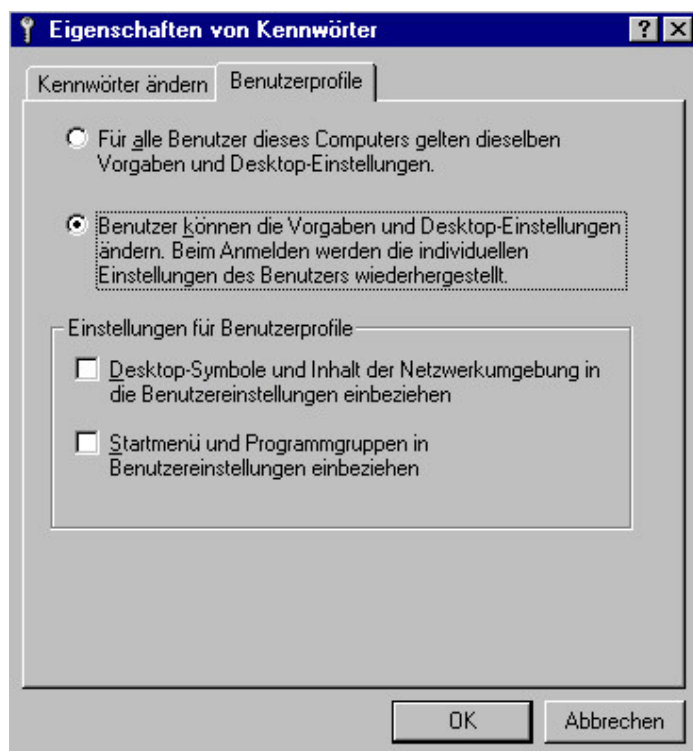 Eigenschaften von Kennwörter
Kennwörter ändern Benutzerprofile
Für alle Benutzer dieses Computers gelten dieselben
Vorgaben und Desktop-Einstellungen.
Benutzer können die Vorgaben und Desktop-Einstellungen
ändern. Beim Anmelden werden die individuellen
Einstellungen des Benutzers wiederhergestellt.
Einstellungen für Benutzerprofile
Desktop-Symbole und Inhalt der Netzwerkumgebung in
die Benutzereinstellungen einbeziehen
Startmenü und Programmgruppen in
Benutzereinstellungen einbeziehen
OK Abbrechen